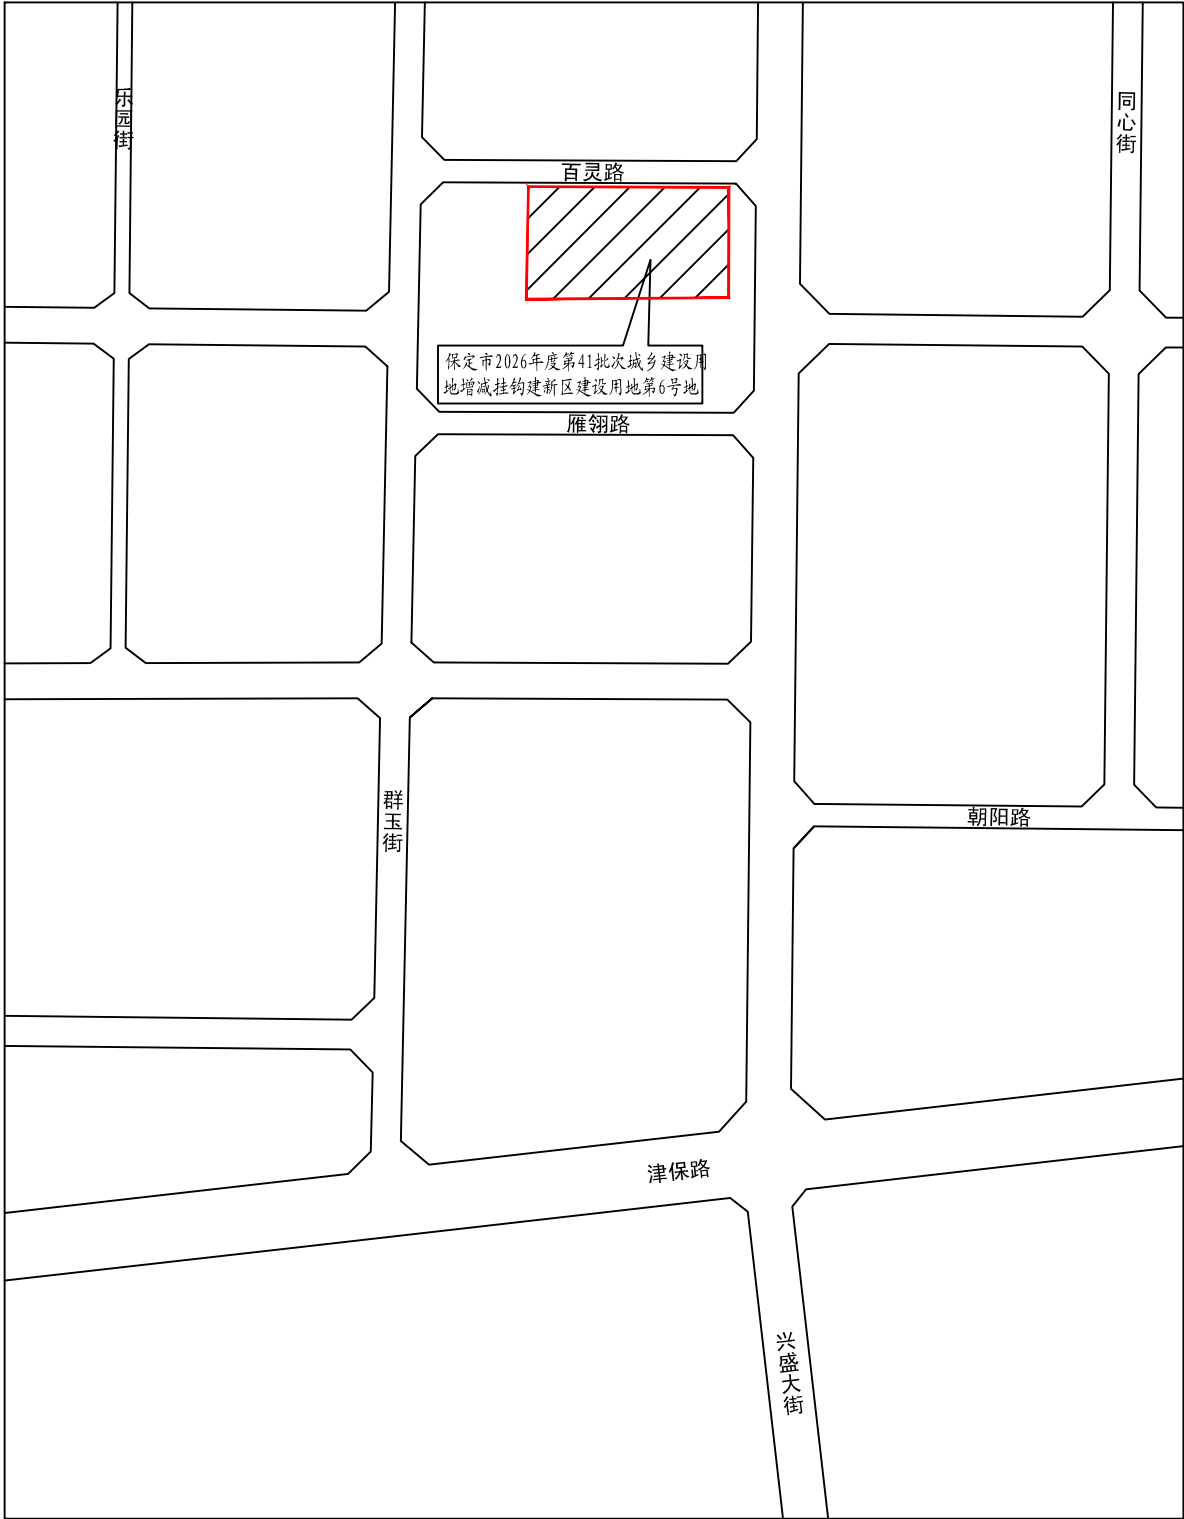 乐园街
同心街
百灵路
保定市2026年度第41批次城乡建设用
地增减挂钩建新区建设用地第6号地
雁翎路
群玉街
朝阳路
津保路
兴盛大街